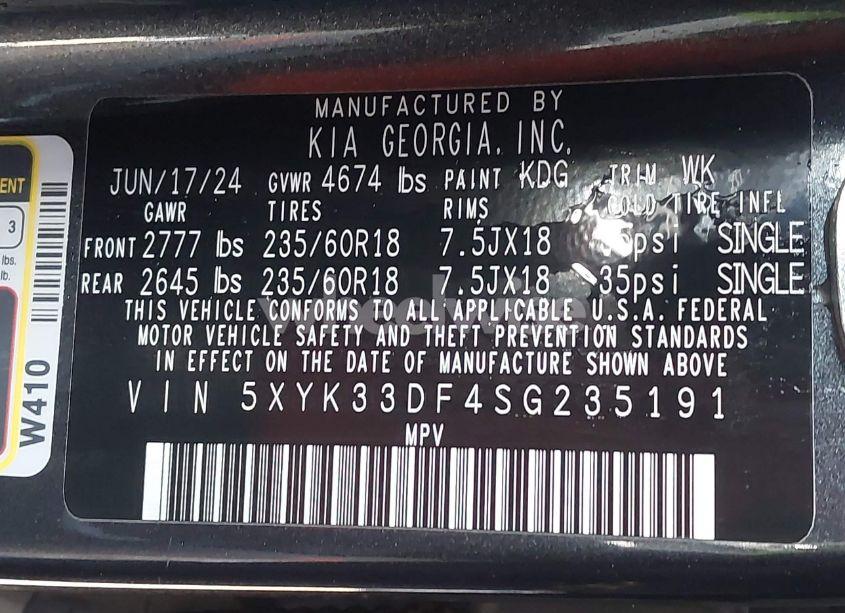 MANUFACTURED BY
KIA GEORGIA, INC.
JUN/17/24 GVWR 4674 lbs PAINT KDG TRIM WK
GAWR TIRES RIMS COLD TIRE INFL
FRONT 2777 lbs 235/60R18 7.5JX18 SINGLE
REAR 2645 lbs 235/60R18 7.5JX18 35psi SINGLE
THIS VEHICLE CONFORMS TO ALL APPLICABLE U.S.A. FEDERAL
MOTOR VEHICLE SAFETY AND THEFT PREVENTION STANDARDS
IN EFFECT ON THE DATE OF MANUFACTURE SHOWN ABOVE
VIN 5XYK33DF4SG235191
MPV
W410
3
lbs.
lb.